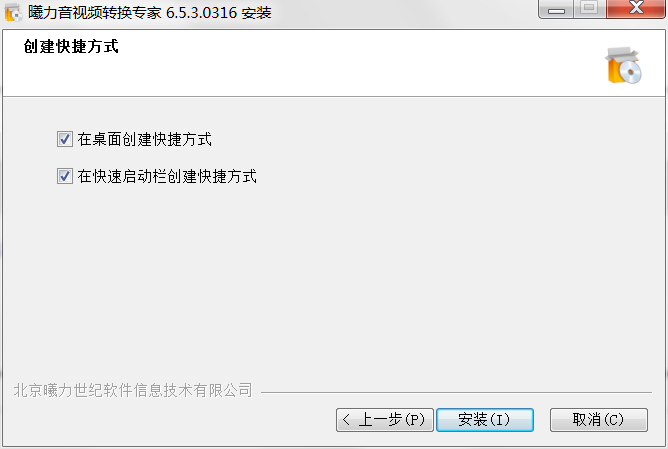 曦力音视频转换专家 6.5.3.0316 安装
创建快捷方式
在桌面创建快捷方式
在快速启动栏创建快捷方式
北京曦力世纪软件信息技术有限公司
< 上一步(P) 安装(I) 取消(C)